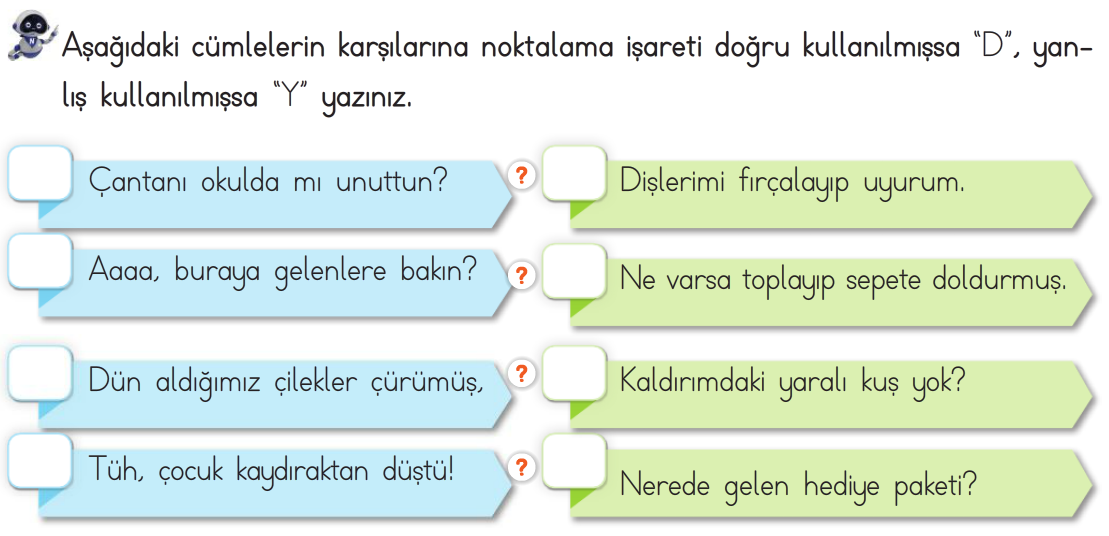 Aşağıdaki cümlelerin karşılarına noktalama işareti doğru kullanılmışsa “D”, yan-
lış kullanılmışsa “Y” yazınız.
Çantanı okulda mı unuttun?
?
Dişlerimi fırçalayıp uyurum.
Aaaa, buraya gelenlere bakın?
?
Ne varsa toplayıp sepete doldurmuş.
Dün aldığımız çilekler çürümüş,
?
Kaldırımdaki yaralı kuş yok?
Tüh, çocuk kaydıraktan düştü!
?
Nerede gelen hediye paketi?
N